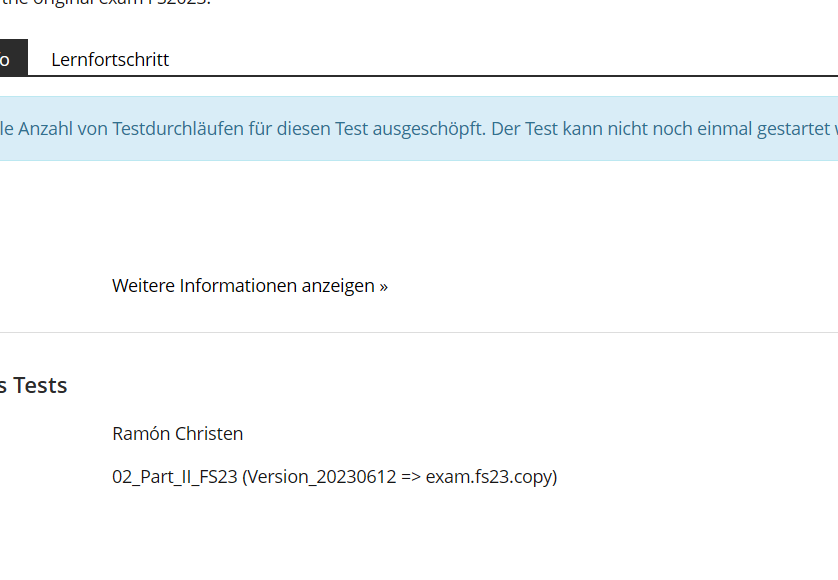 the original exam FS2023.
o Lernfortschritt
le Anzahl von Testdurchläufen für diesen Test ausgeschöpft. Der Test kann nicht noch einmal gestartet
Weitere Informationen anzeigen »
s Tests
Ramón Christen
02_Part_II_FS23 (Version_20230612 => exam.fs23.copy)